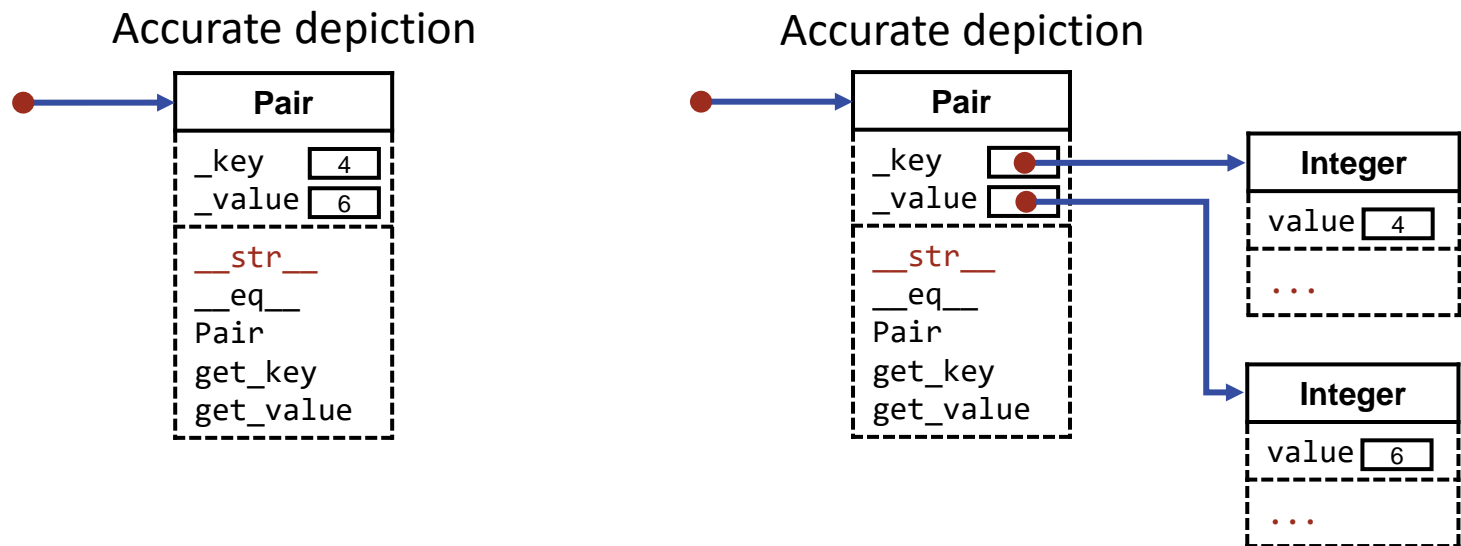 Accurate depiction
Pair
_key 4
_value 6
__str__
__eq__
Pair
get_key
get_value
Accurate depiction
Pair
_key
_value
__str__
__eq__
Pair
get_key
get_value
Integer
value 4
...
Integer
value 6
...